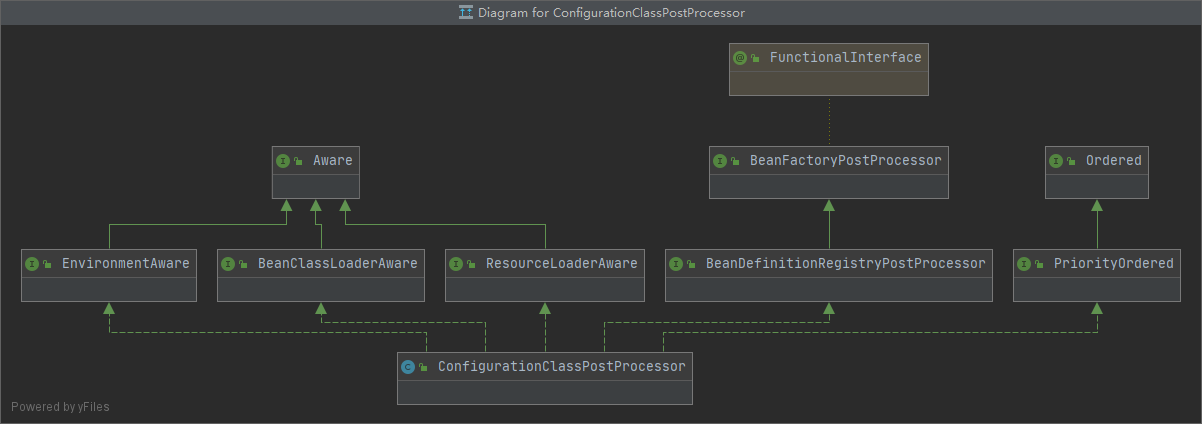 Diagram for ConfigurationClassPostProcessor
FunctionalInterface
Aware
BeanFactoryPostProcessor
Ordered
EnvironmentAware
BeanClassLoaderAware
ResourceLoaderAware
BeanDefinitionRegistryPostProcessor
PriorityOrdered
ConfigurationClassPostProcessor
Powered by yFiles